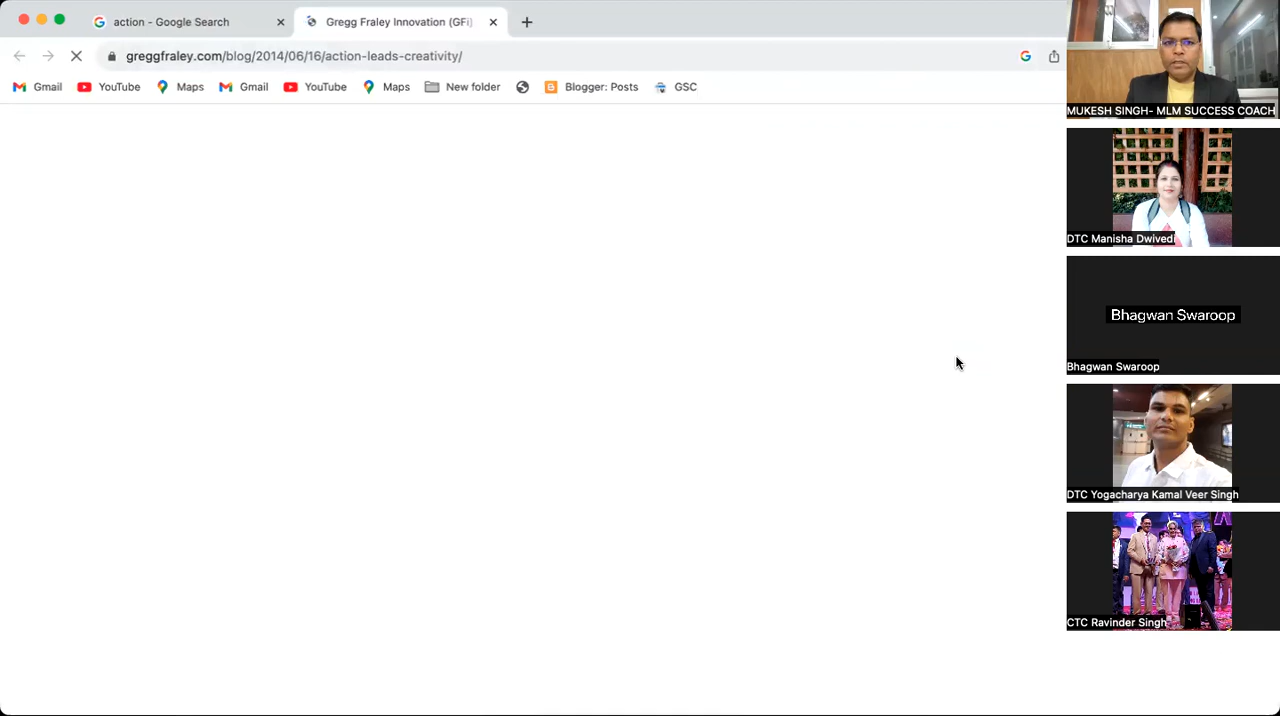 action - Google Search
Gregg Fraley Innovation (GFi)
greggfraley.com/blog/2014/06/16/action-leads-creativity/
Gmail YouTube Maps Gmail YouTube Maps New folder Blogger: Posts GSC
MUKESH SINGH- MLM SUCCESS COACH
DTC Manisha Dwivedi
Bhagwan Swaroop
Bhagwan Swaroop
DTC Yogacharya Kamal Veer Singh
CTC Ravinder Singh